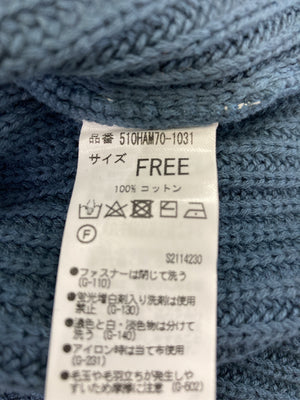 品番 510HAM70-1031
サイズ FREE
100% コットン
F
S2114230
●ファスナーは閉じて洗う
(G-110)
●蛍光増白剤入り洗剤は使用
禁止 (G-130)
●濃色と白・淡色物は分けて
洗う (G-140)
●アイロン時は当て布使用
(G-231)
●毛玉や毛羽立ちが発生しや
すいため摩擦に注意 (G-602)